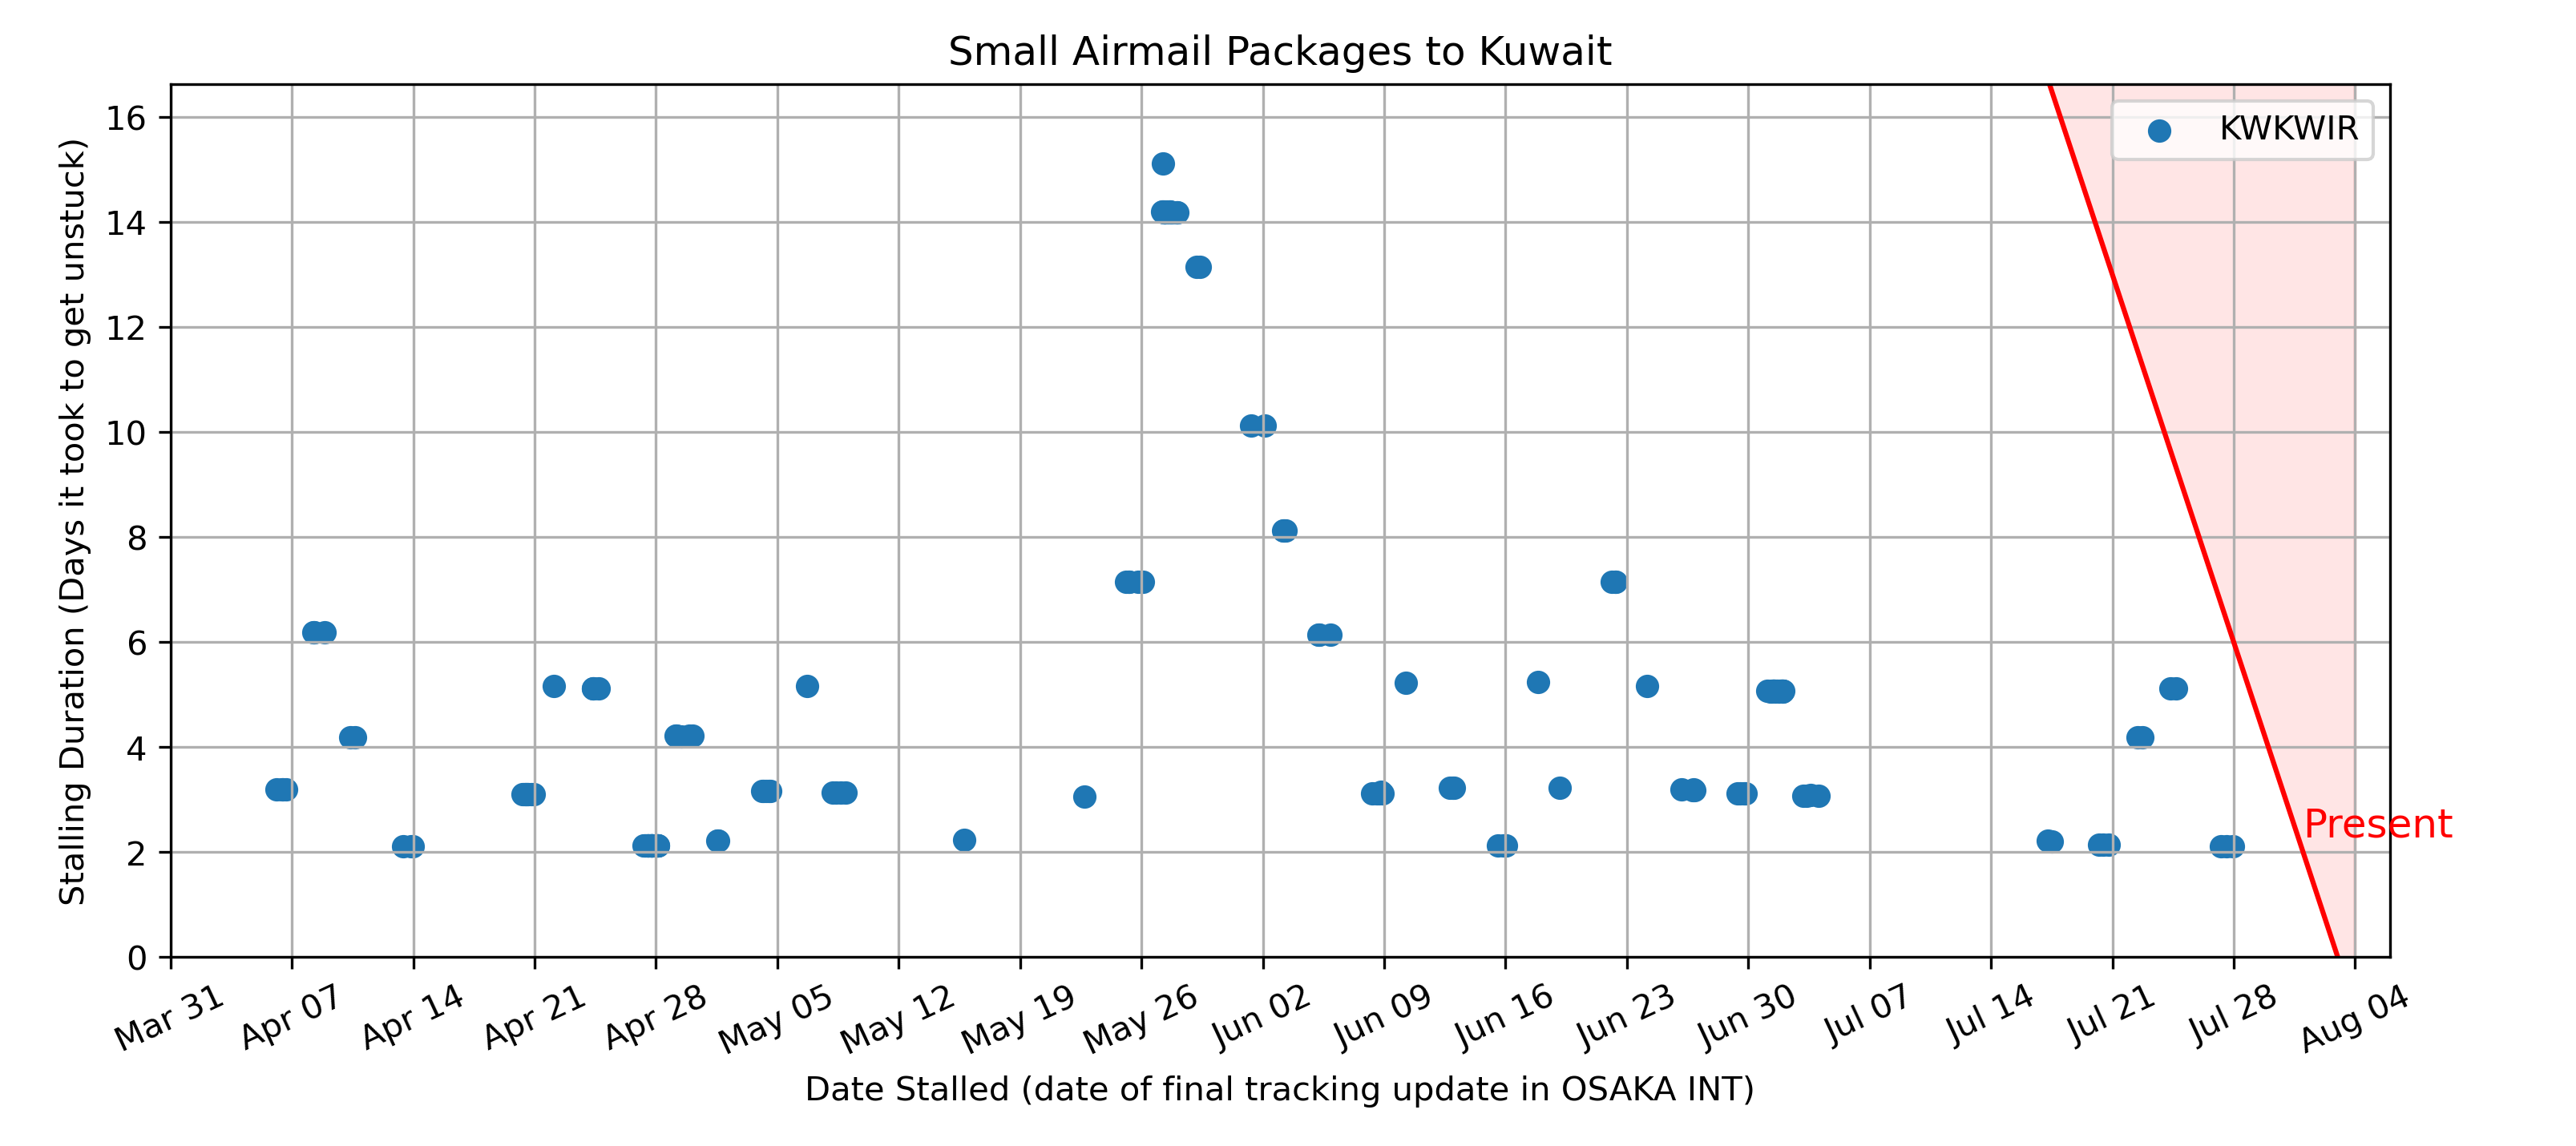 Small Airmail Packages to Kuwait
KWKWIR
Stalling Duration (Days it took to get unstuck)
16
14
12
10
8
6
4
2
0
Present
Mar 31 Apr 07 Apr 14 Apr 21 Apr 28 May 05 May 12 May 19 May 26 Jun 02 Jun 09 Jun 16 Jun 23 Jun 30 Jul 07 Jul 14 Jul 21 Jul 28 Aug 04
Date Stalled (date of final tracking update in OSAKA INT)